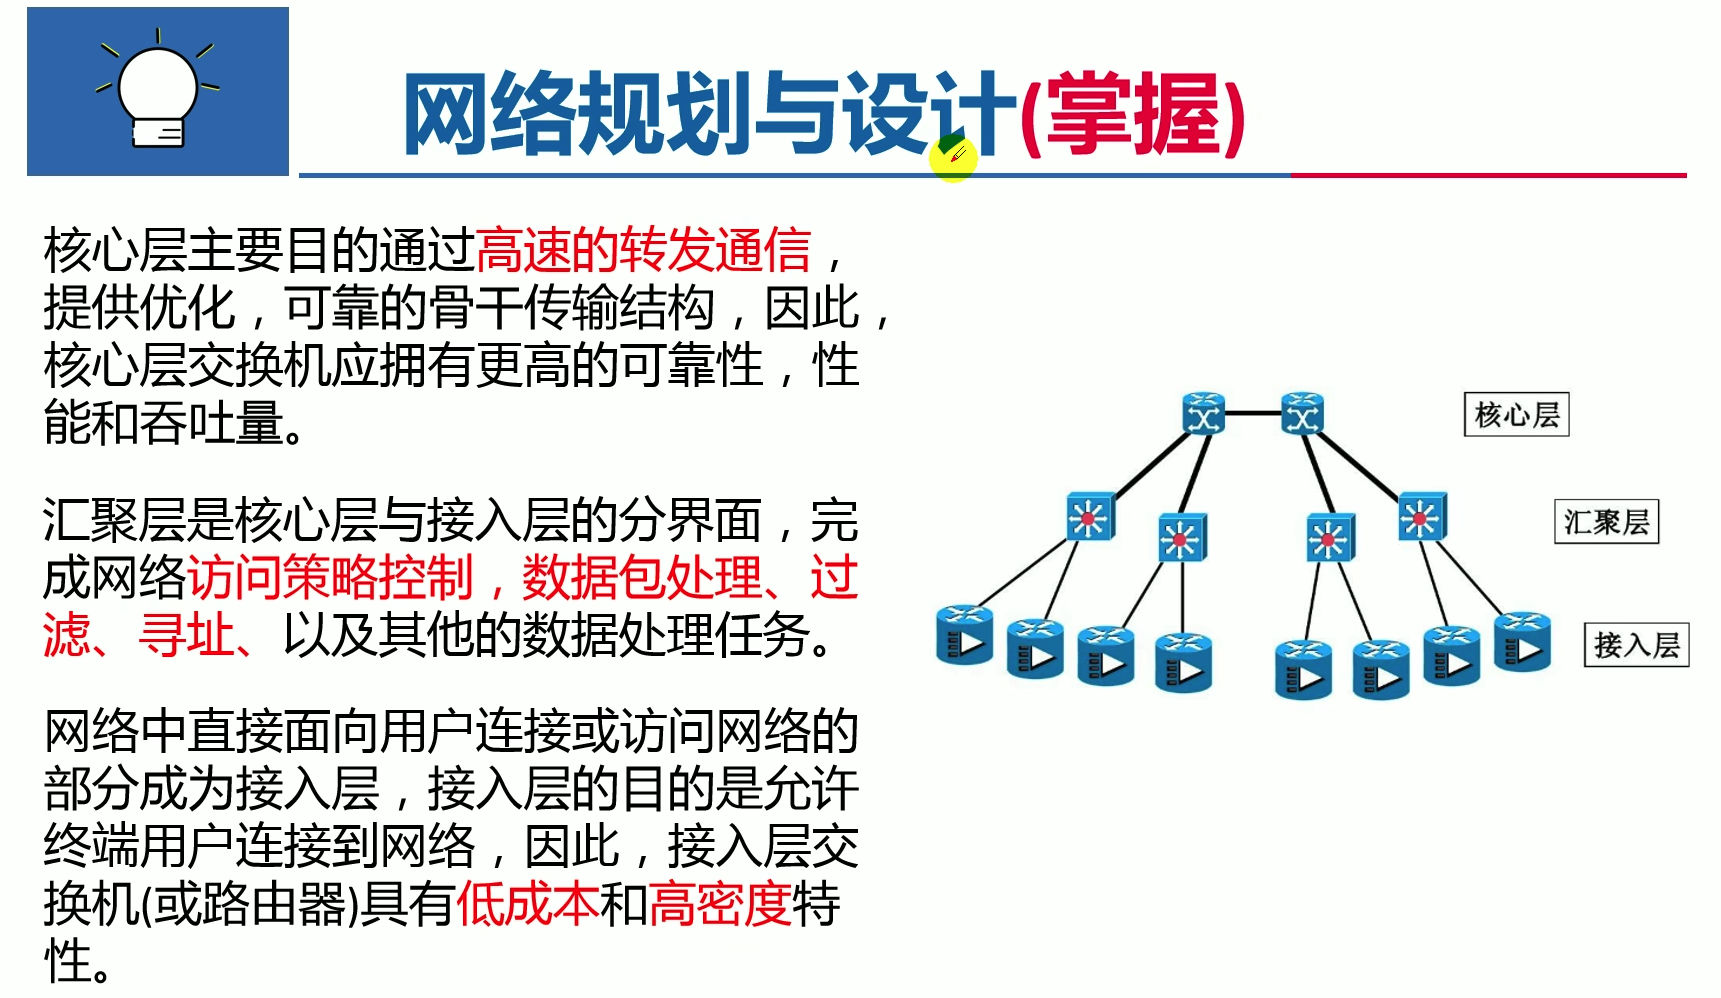 网络规划与设计(掌握)
核心层主要目的通过高速的转发通信，
提供优化，可靠的骨干传输结构，因此，
核心层交换机应拥有更高的可靠性，性
能和吞吐量。
汇聚层是核心层与接入层的分界面，完
成网络访问策略控制，数据包处理、过
滤、寻址、以及其他的数据处理任务。
网络中直接面向用户连接或访问网络的
部分成为接入层，接入层的目的是允许
终端用户连接到网络，因此，接入层交
换机(或路由器)具有低成本和高密度特
性。
核心层
汇聚层
接入层